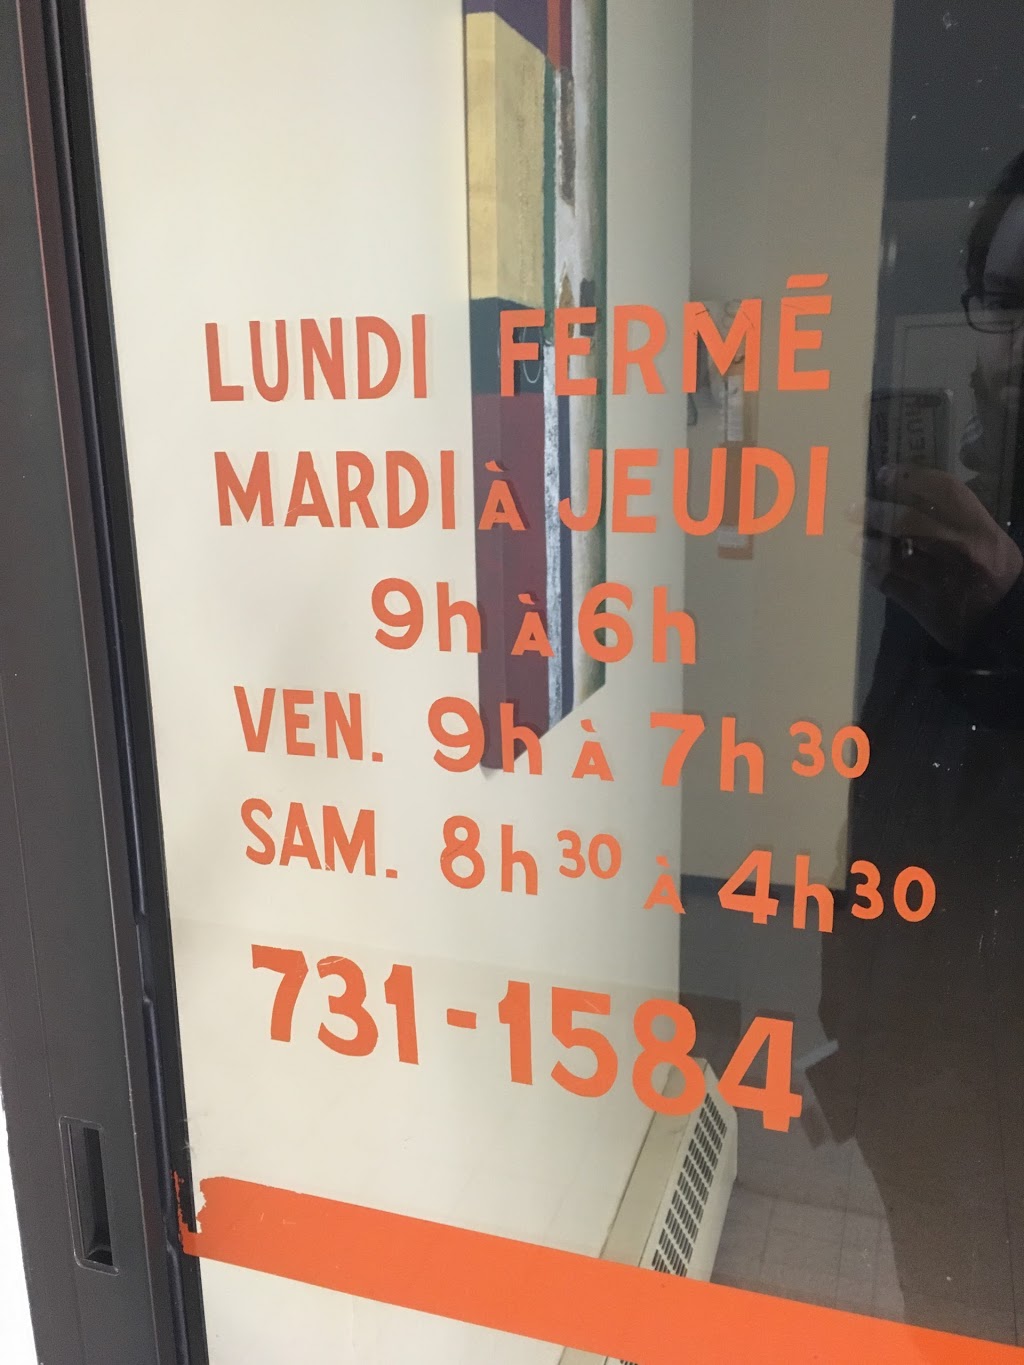 LUNDI FERMÉ
MARDI À JEUDI
9h À 6h
VEN. 9h À 7h30
SAM. 8h30 À 4h30
731-1584